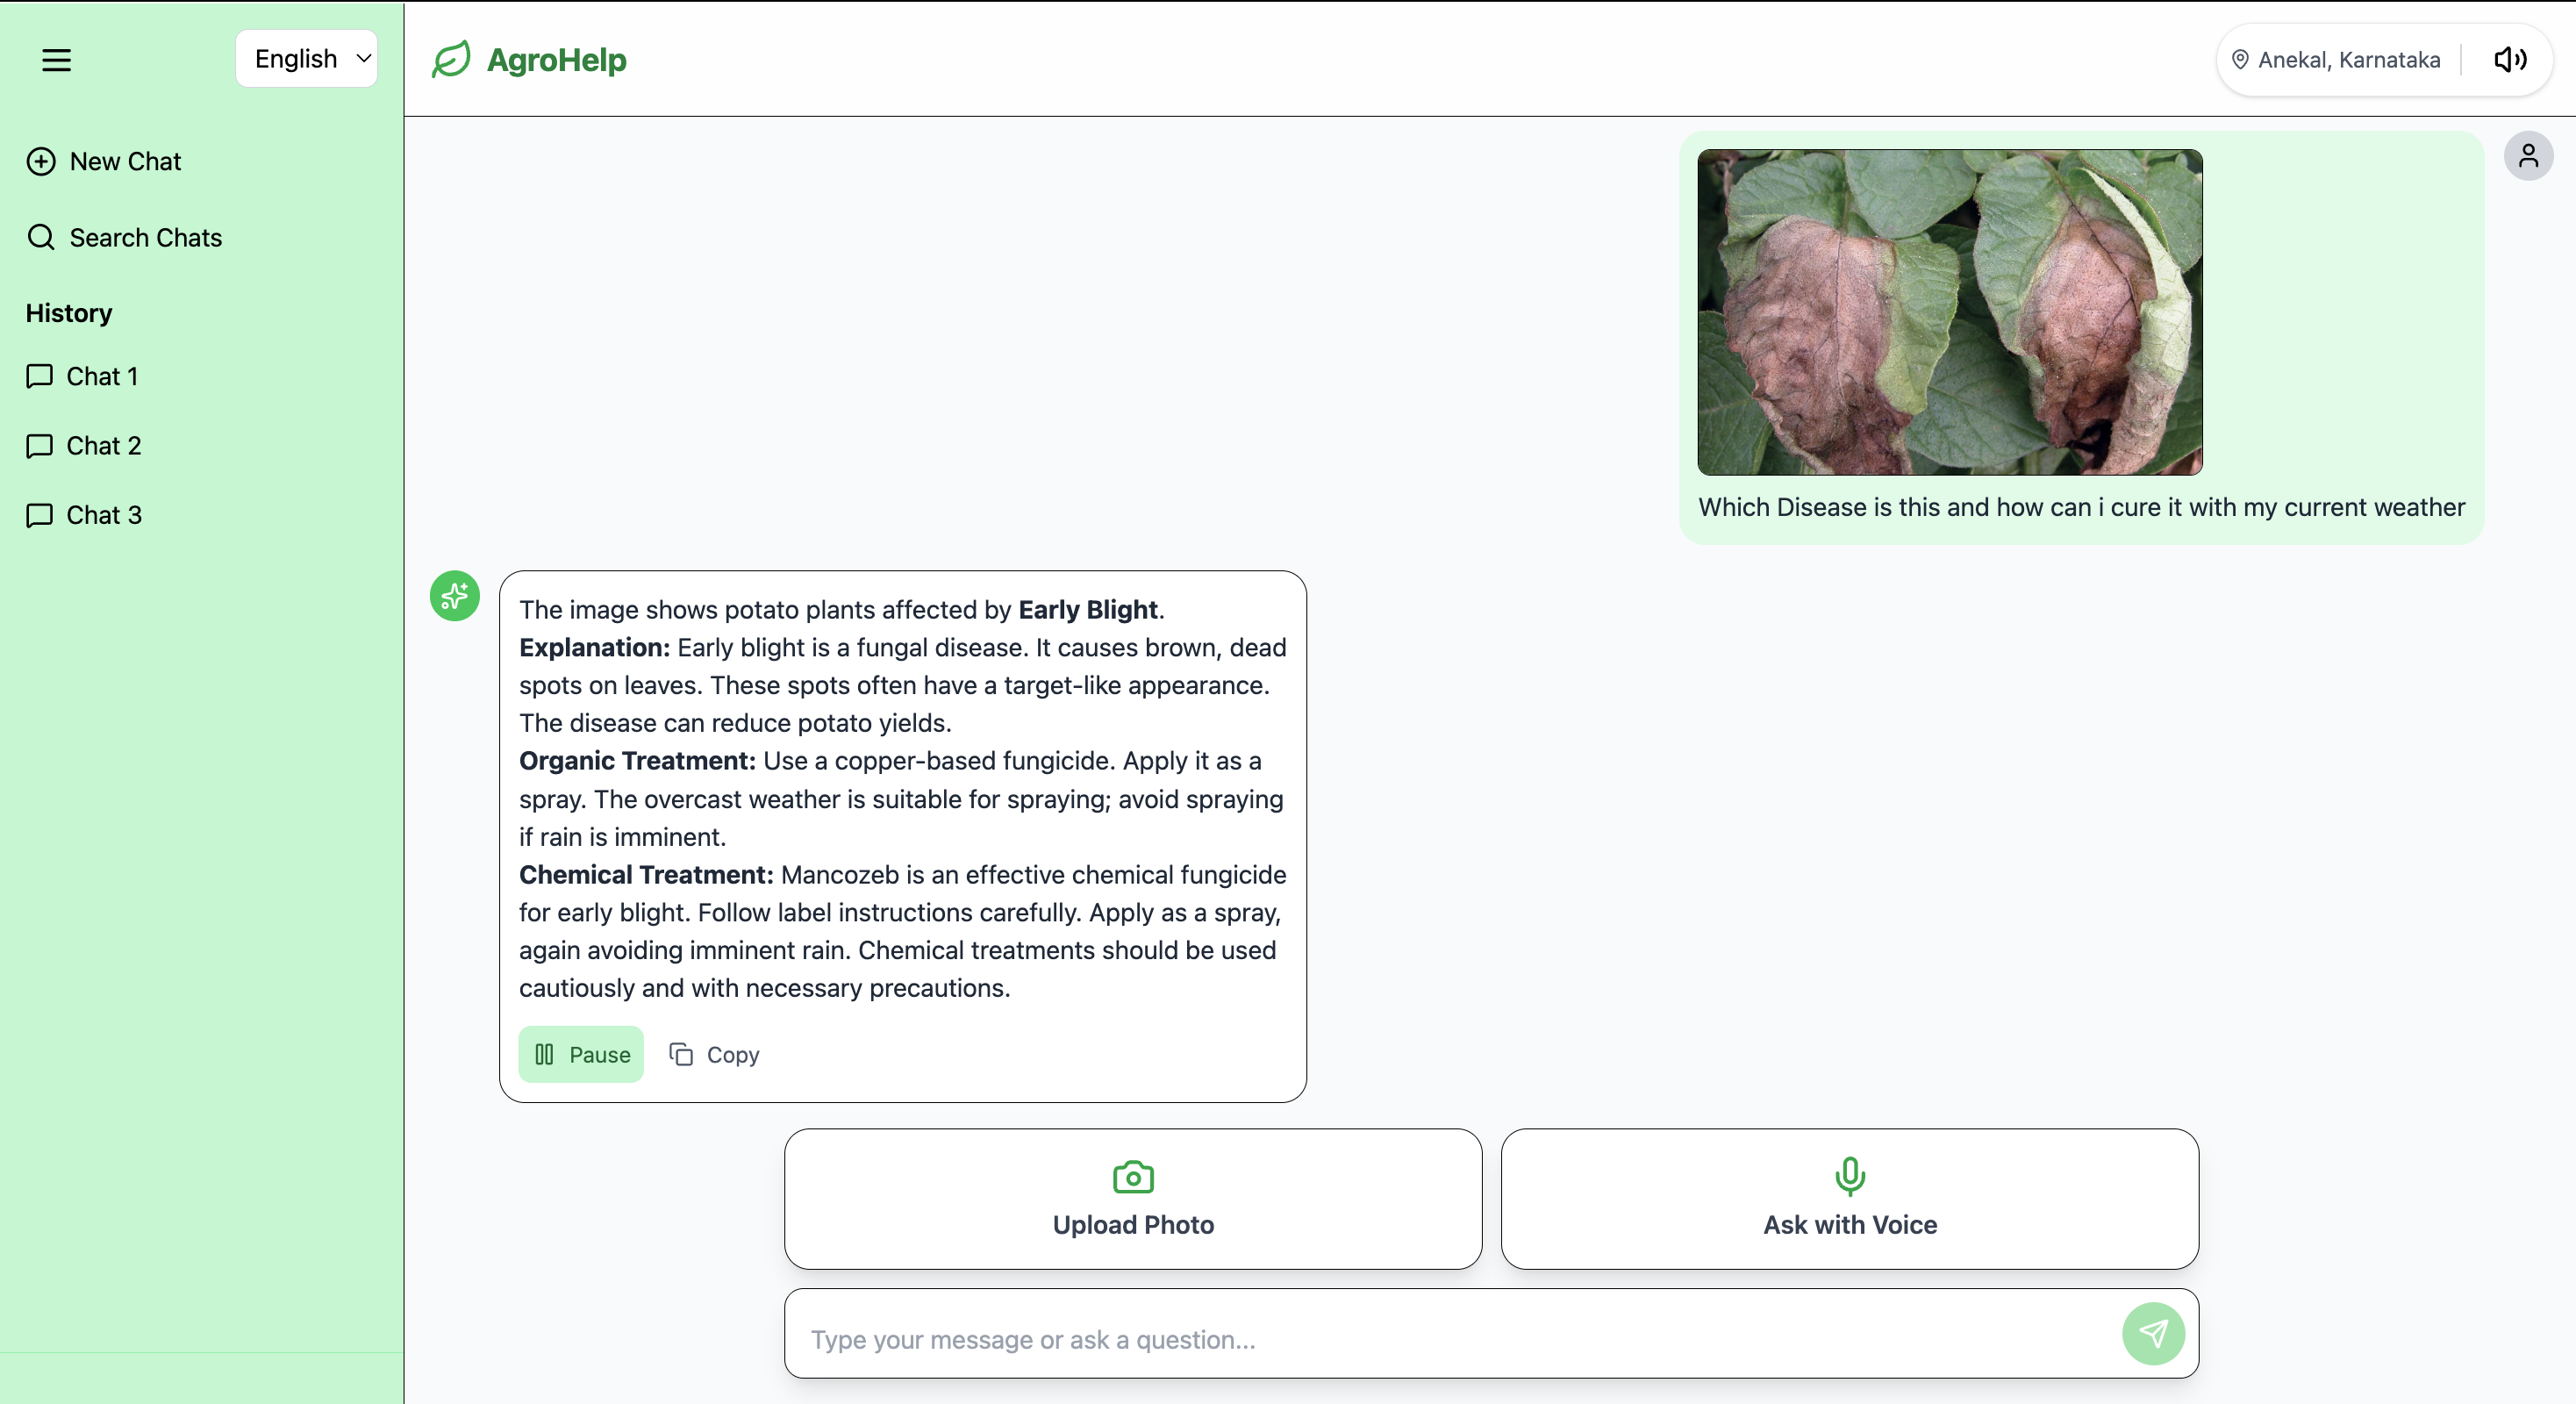 English
New Chat
Search Chats
History
Chat 1
Chat 2
Chat 3
AgroHelp
Anekal, Karnataka
Which Disease is this and how can i cure it with my current weather
The image shows potato plants affected by Early Blight.
Explanation: Early blight is a fungal disease. It causes brown, dead
spots on leaves. These spots often have a target-like appearance.
The disease can reduce potato yields.
Organic Treatment: Use a copper-based fungicide. Apply it as a
spray. The overcast weather is suitable for spraying; avoid spraying
if rain is imminent.
Chemical Treatment: Mancozeb is an effective chemical fungicide
for early blight. Follow label instructions carefully. Apply as a spray,
again avoiding imminent rain. Chemical treatments should be used
cautiously and with necessary precautions.
Pause
Copy
Upload Photo
Ask with Voice
Type your message or ask a question...